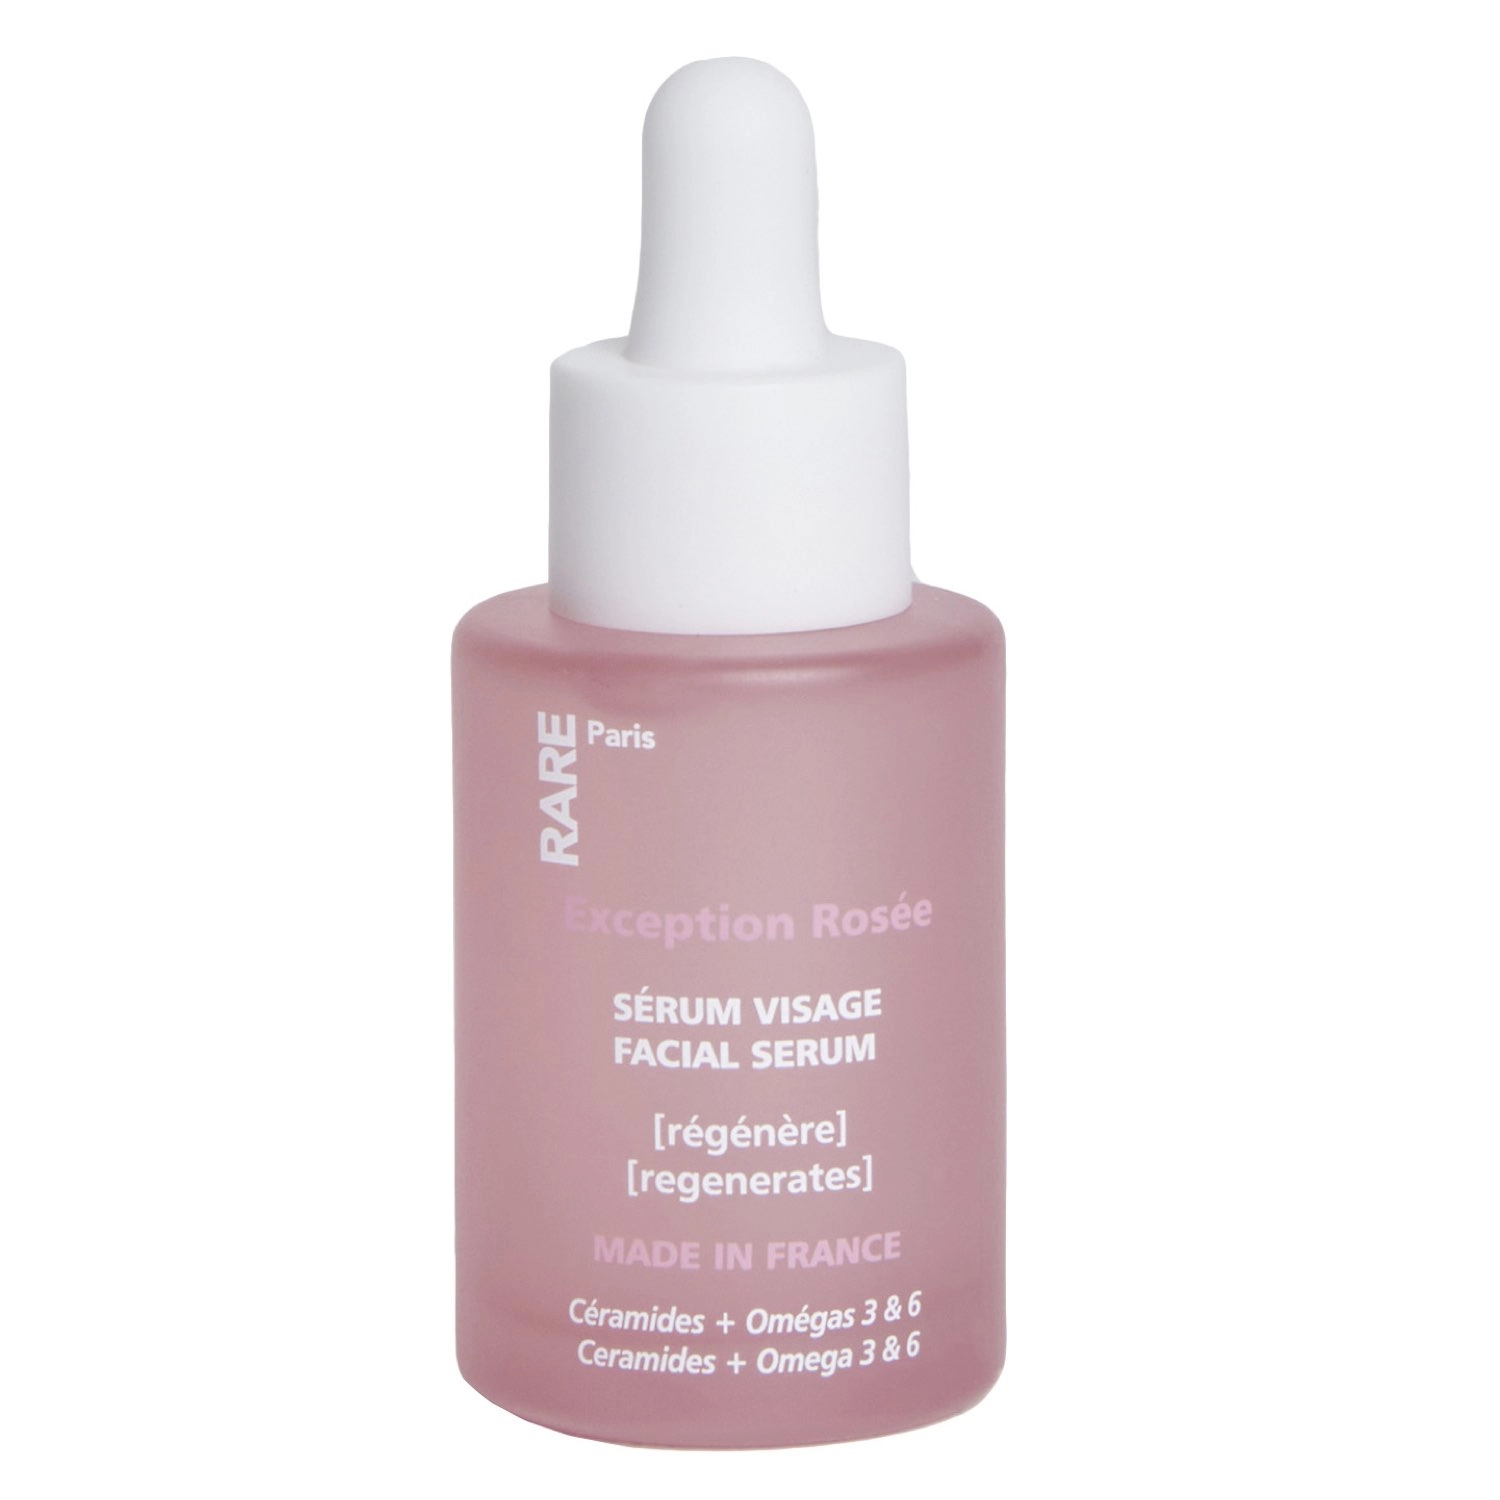 RARE Paris
Exception Rosée
SÉRUM VISAGE
FACIAL SERUM
[régénère]
[regenerates]
MADE IN FRANCE
Céramides + Omégas 3 & 6
Ceramides + Omega 3 & 6